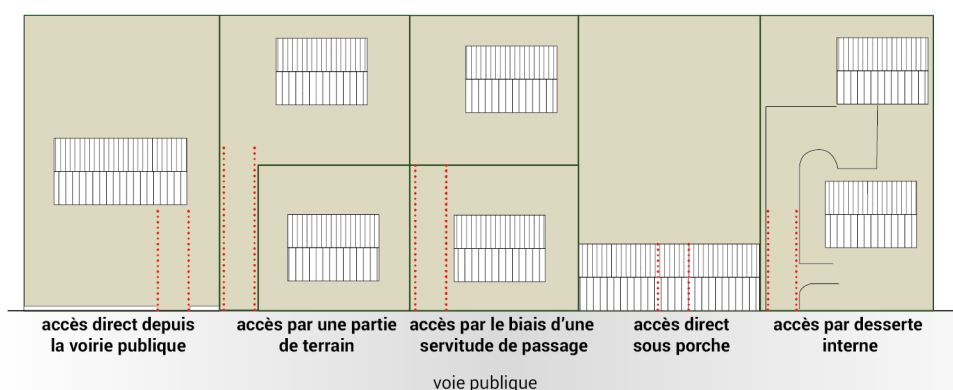 accès direct depuis
la voirie publique
accès par une partie
de terrain
accès par le biais d’une
servitude de passage
accès direct
sous porche
accès par desserte
interne
voie publique